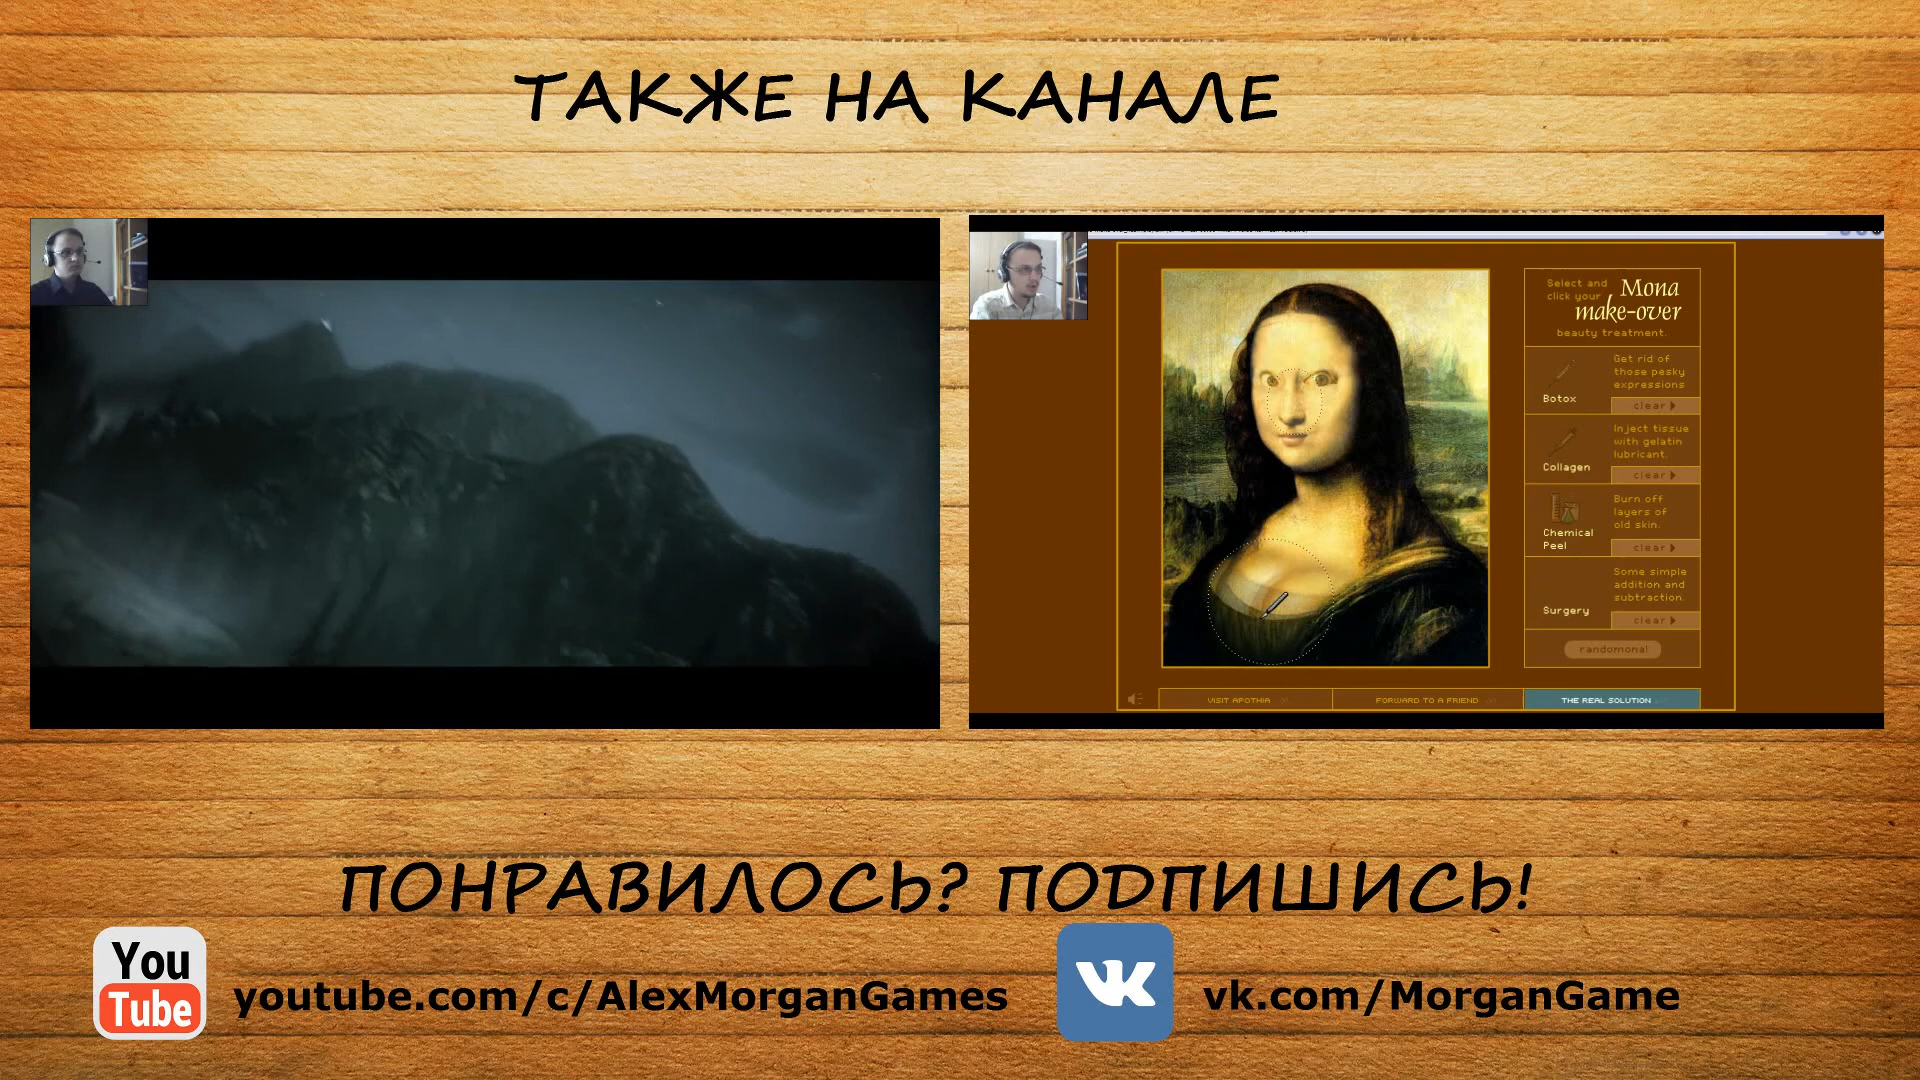 ТАКЖЕ НА КАНАЛЕ
Select and
click your
Mona
make-over
beauty treatment.
Get rid of
those pesky
expressions
Botox
clear
Inject tissue
with gelatin
lubricant.
Collagen
clear
Burn off
layers of
old skin.
Chemical
Peel
clear
Some simple
addition and
subtraction.
Surgery
clear
randomona!
VISIT APOTHIA
FORWARD TO A FRIEND
THE REAL SOLUTION
ПОНРАВИЛОСЬ? ПОДПИШИСЬ!
You
Tube
youtube.com/c/AlexMorganGames
vk.com/MorganGame